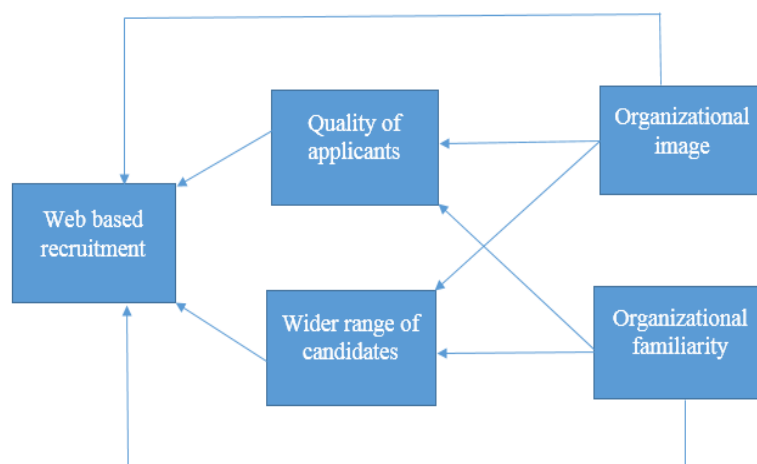 Quality of
applicants
Organizational
image
Web based
recruitment
Wider range of
candidates
Organizational
familiarity